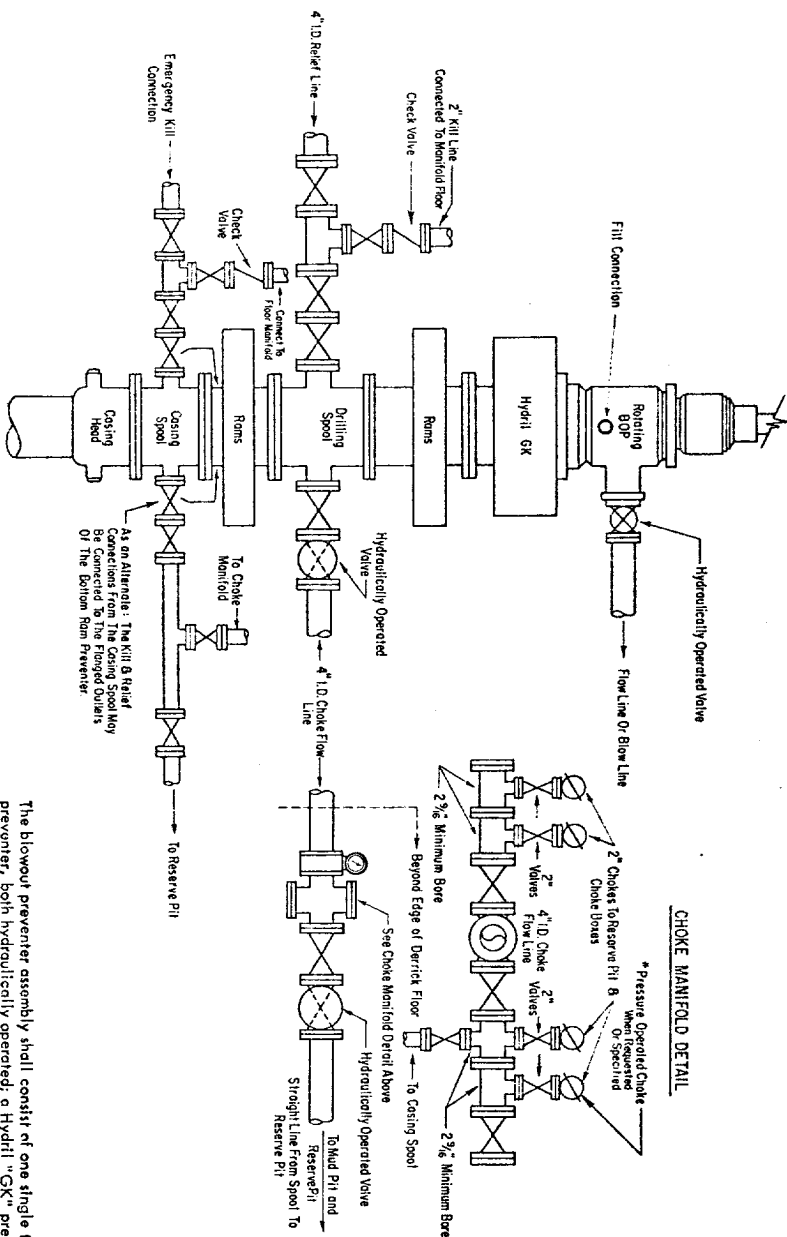 CHOKE MANIFOLD DETAIL
*Pressure Operated Choke
When Requested
Or Specified
2" Chokes To Reserve Pit &
Choke Boxes
2"
Valves
4" I.D. Choke
Flow Line
2"
Valves
2 9/16 Minimum Bore
2 9/16 Minimum Bore
To Casing Spool
Hydraulically Operated Valve
Flow Line Or Blow Line
Fill Connection
Rotating
BOP
Hydril GK
Rams
2" Kill Line
Connected To Manifold Floor
Check Valve
4" I.D. Relief Line
Drilling
Spool
Hydraulically Operated
Valve
4" I.D. Choke Flow
Line
Beyond Edge of Derrick Floor
See Choke Manifold Detail Above
Hydraulically Operated Valve
To Mud Pit and
Reserve Pit
Straight Line From Spool To
Reserve Pit
Rams
Emergency Kill
Connection
Check
Valve
Connect To
Floor Manifold
Casing
Spool
Casing
Head
To Choke
Manifold
To Reserve Pit
As an Alternate: The Kill & Relief
Connections From The Casing Spool May
Be Connected To The Flanged Outlets
Of The Bottom Ram Preventer.
The blowout preventer assembly shall consist of one single
preventer, both hydraulically operated; a Hydril "GK"